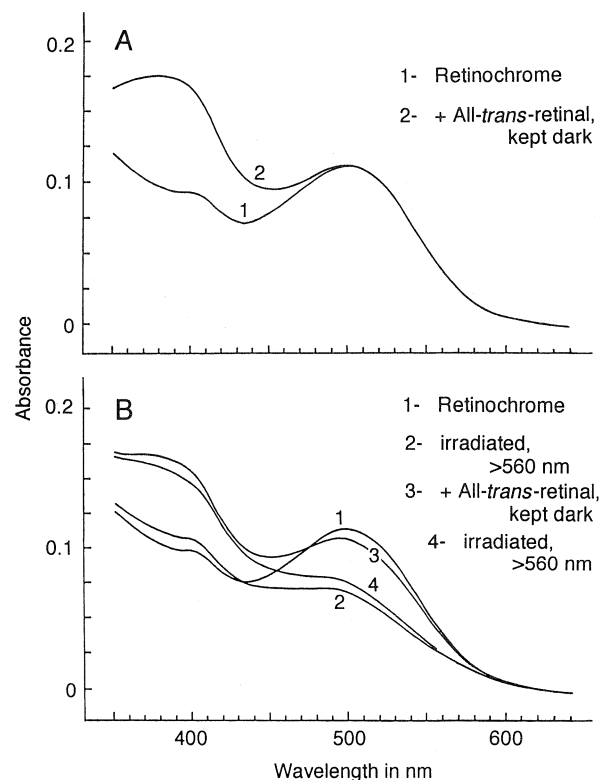 A
0.2
1- Retinochrome
2- + All-trans-retinal,
kept dark
2
0.1
1
0
Absorbance
B
0.2
1- Retinochrome
2- irradiated,
>560 nm
3- + All-trans-retinal,
kept dark
4- irradiated,
>560 nm
1
3
0.1
4
2
0
400 500 600
Wavelength in nm